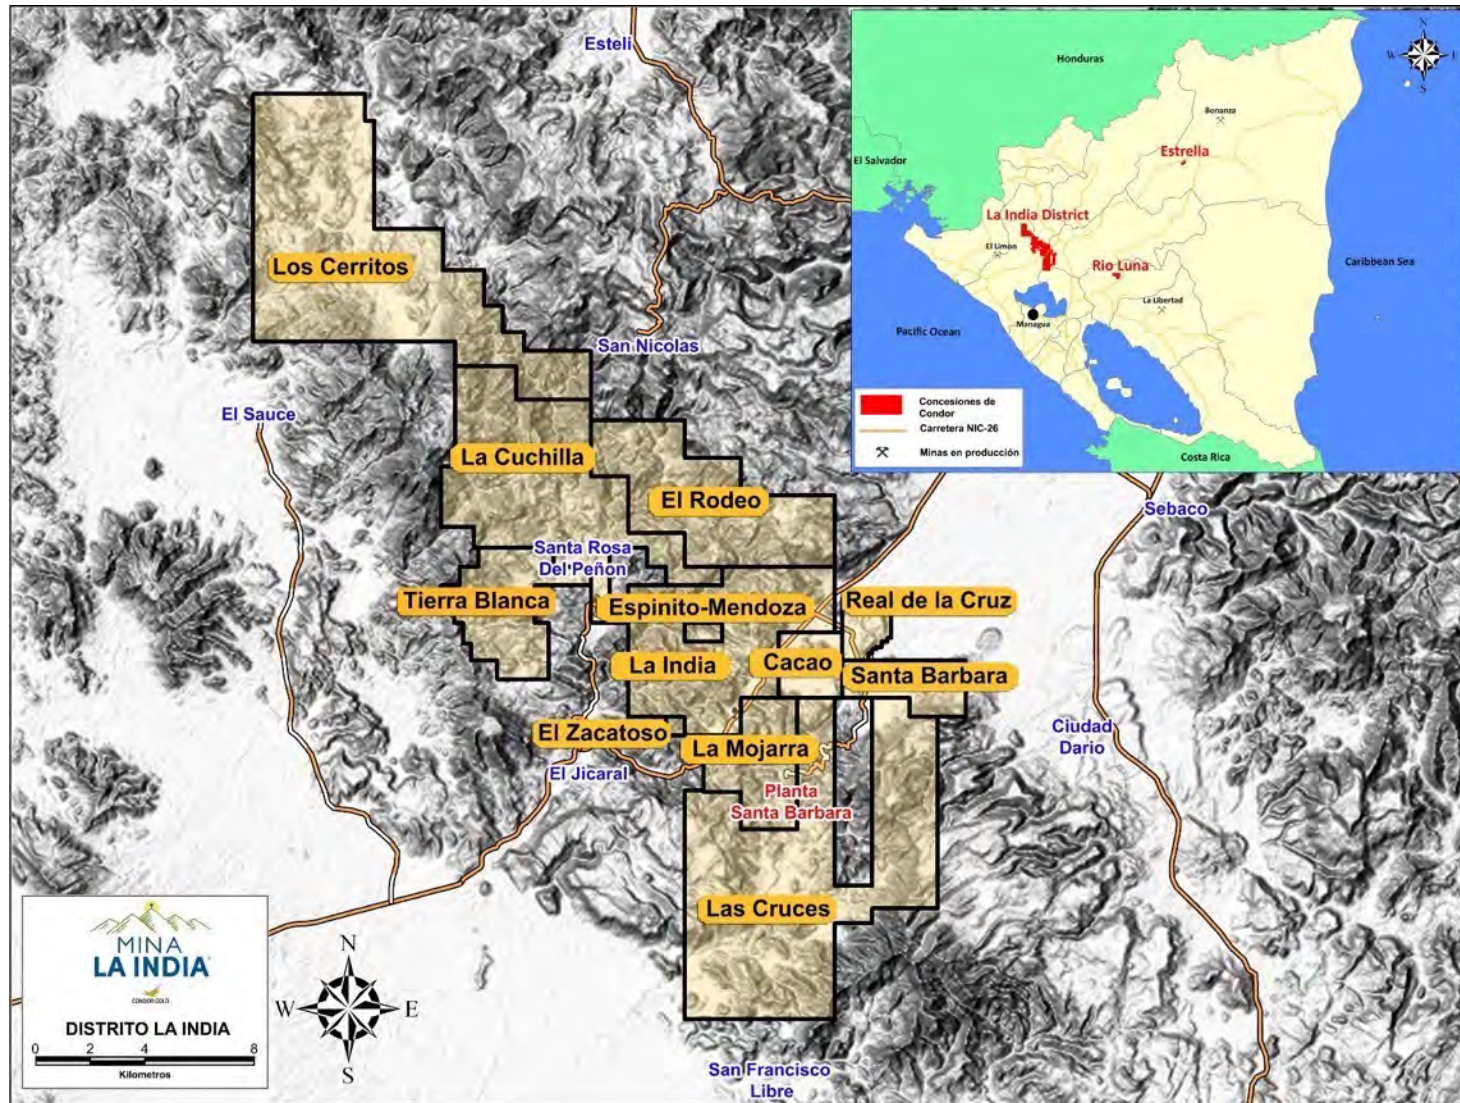 Esteli
Los Cerritos
San Nicolas
El Sauce
La Cuchilla
El Rodeo
Sebaco
Santa Rosa
Del Peñon
Tierra Blanca
Espinito-Mendoza
Real de la Cruz
La India
Cacao
Santa Barbara
El Zacatoso
La Mojarra
Ciudad
Dario
El Jicaral
Planta
Santa Barbara
Las Cruces
San Francisco
Libre
N
W
E
S
MINA
LA INDIA
CONDOR GOLD
DISTRITO LA INDIA
0 2 4 8
Kilometros
N
W
E
S
Honduras
Bonanza
El Salvador
Estrella
La India District
El Limon
Rio Luna
Caribbean Sea
La Libertad
Managua
Pacific Ocean
Costa Rica
Concesiones de
Condor
Carretera NIC-26
Minas en producción